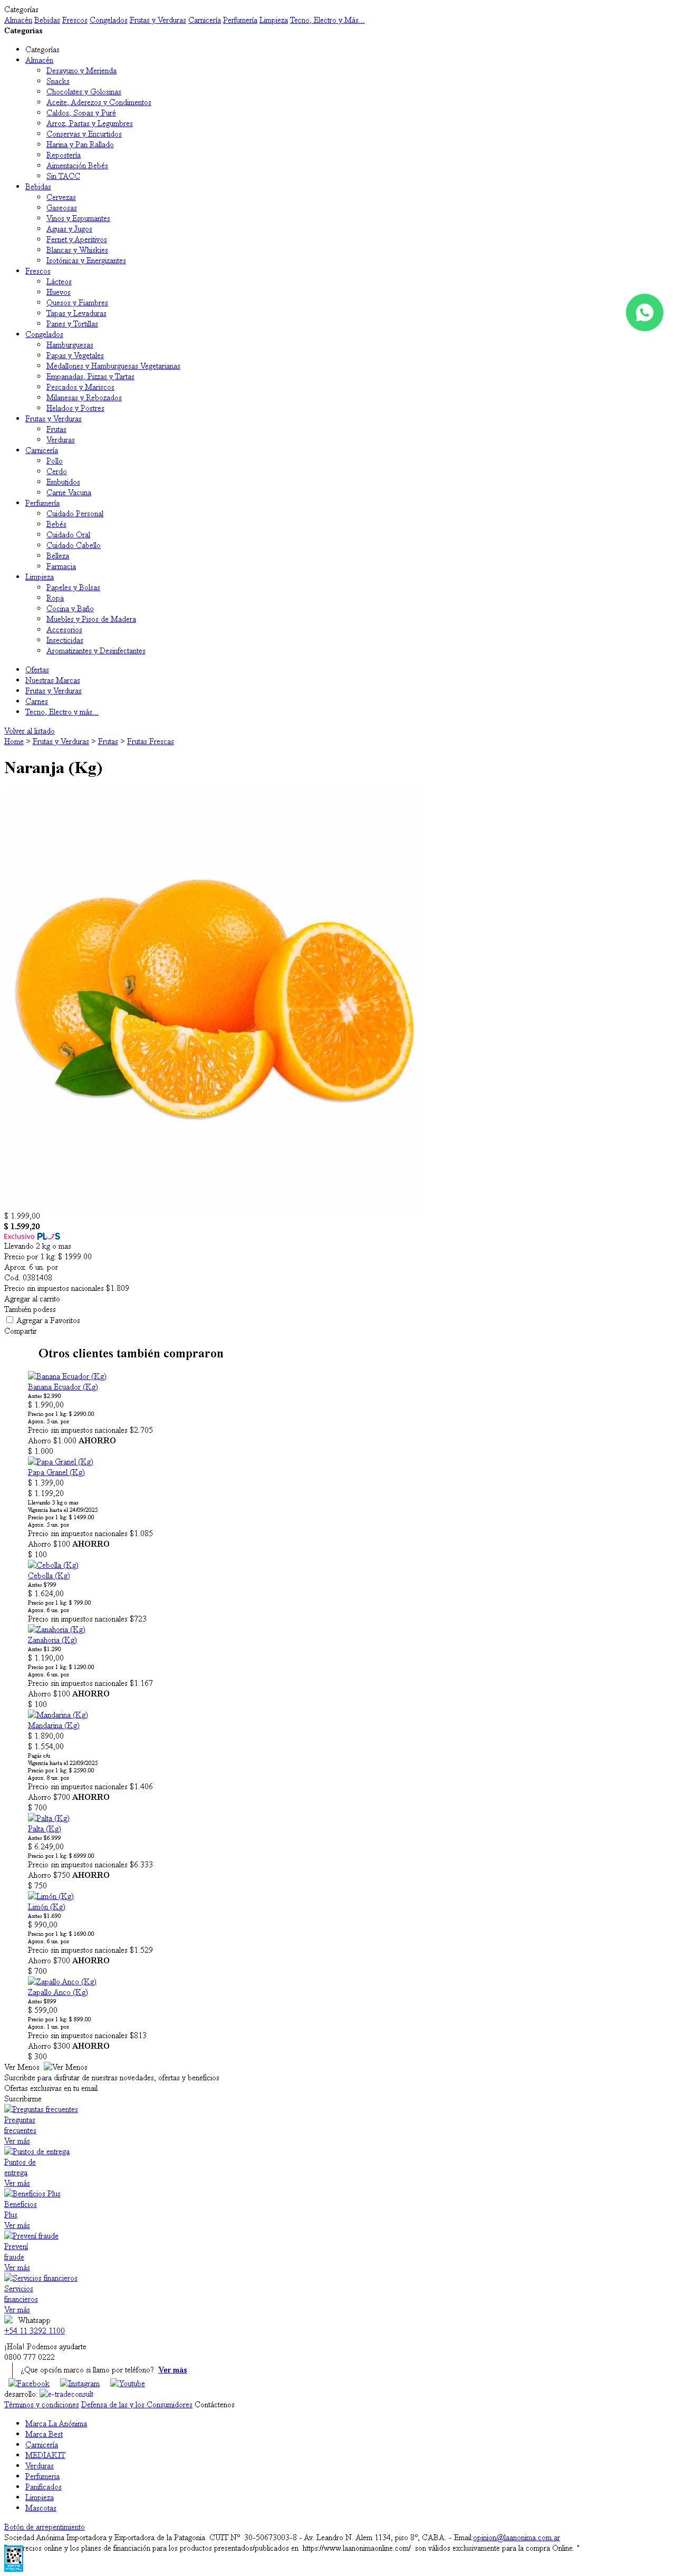 Categorías
Almacén Bebidas Frescos Congelados Frutas y Verduras Carnicería Perfumería Limpieza Tecno, Electro y Más...
Categorias
Categorías
Almacén
Desayuno y Merienda
Snacks
Chocolates y Golosinas
Aceite, Aderezos y Condimentos
Caldos, Sopas y Puré
Arroz, Pastas y Legumbres
Conservas y Encurtidos
Harina y Pan Rallado
Repostería
Aimentación Bebés
Sin TACC
Bebidas
Cervezas
Gaseosas
Vinos y Espumantes
Aguas y Jugos
Fernet y Aperitivos
Blancas y Whiskies
Isotónicas y Energizantes
Frescos
Lácteos
Huevos
Quesos y Fiambres
Tapas y Levaduras
Panes y Tortillas
Congelados
Hamburguesas
Papas y Vegetales
Medallones y Hamburguesas Vegetarianas
Empanadas, Pizzas y Tartas
Pescados y Mariscos
Milanesas y Rebozados
Helados y Postres
Frutas y Verduras
Frutas
Verduras
Carnicería
Pollo
Cerdo
Embutidos
Carne Vacuna
Perfumería
Cuidado Personal
Bebés
Cuidado Oral
Cuidado Cabello
Belleza
Farmacia
Limpieza
Papeles y Bolsas
Ropa
Cocina y Baño
Muebles y Pisos de Madera
Accesorios
Insecticidas
Aromatizantes y Desinfectantes
Ofertas
Nuestras Marcas
Frutas y Verduras
Carnes
Tecno, Electro y más...
Volver al listado
Home > Frutas y Verduras > Frutas > Frutas Frescas
Naranja (Kg)
$ 1.999,00
$ 1.599,20
Exclusivo PLUS
Llevando 2 kg o mas
Precio por 1 kg: $ 1999.00
Aprox. 6 un. por
Cod. 0381408
Precio sin impuestos nacionales $1.809
Agregar al carrito
También podess
Agregar a Favoritos
Compartir
Otros clientes también compraron
Banana Ecuador (Kg)
Banana Ecuador (Kg)
Antes $2.990
$ 1.990,00
Precio por 1 kg: $ 2990.00
Aprox. 5 un. por
Precio sin impuestos nacionales $2.705
Ahorro $1.000 AHORRO
$ 1.000
Papa Granel (Kg)
Papa Granel (Kg)
$ 1.399,00
$ 1.199,20
Llevando 3 kg o mas
Vigencia hasta el 24/09/2025
Precio por 1 kg: $ 1499.00
Aprox. 5 un. por
Precio sin impuestos nacionales $1.085
Ahorro $100 AHORRO
$ 100
Cebolla (Kg)
Cebolla (Kg)
Antes $799
$ 1.624,00
Precio por 1 kg: $ 799.00
Aprox. 6 un. por
Precio sin impuestos nacionales $723
Zanahoria (Kg)
Zanahoria (Kg)
Antes $1.290
$ 1.190,00
Precio por 1 kg: $ 1290.00
Aprox. 6 un. por
Precio sin impuestos nacionales $1.167
Ahorro $100 AHORRO
$ 100
Mandarina (Kg)
Mandarina (Kg)
$ 1.890,00
$ 1.554,00
Pagás c/u
Vigencia hasta el 22/09/2025
Precio por 1 kg: $ 2590.00
Aprox. 8 un. por
Precio sin impuestos nacionales $1.406
Ahorro $700 AHORRO
$ 700
Palta (Kg)
Palta (Kg)
Antes $6.999
$ 6.249,00
Precio por 1 kg: $ 6999.00
Precio sin impuestos nacionales $6.333
Ahorro $750 AHORRO
$ 750
Limón (Kg)
Limón (Kg)
Antes $1.690
$ 990,00
Precio por 1 kg: $ 1690.00
Aprox. 6 un. por
Precio sin impuestos nacionales $1.529
Ahorro $700 AHORRO
$ 700
Zapallo Anco (Kg)
Zapallo Anco (Kg)
Antes $899
$ 599,00
Precio por 1 kg: $ 899.00
Aprox. 1 un. por
Precio sin impuestos nacionales $813
Ahorro $300 AHORRO
$ 300
Ver Menos Ver Menos
Suscribite para disfrutar de nuestras novedades, ofertas y beneficios
Ofertas exclusivas en tu email
Suscribirme
Preguntas frecuentes
Preguntas
frecuentes
Ver más
Puntos de entrega
Puntos de
entrega
Ver más
Beneficios Plus
Beneficios
Plus
Ver más
Prevení fraude
Prevení
fraude
Ver más
Servicios financieros
Servicios
financieros
Ver más
Whatsapp
+54 11 3292 1100
¡Hola! Podemos ayudarte
0800 777 0222
¿Que opción marco si llamo por teléfono? Ver más
Facebook Instagram Youtube
desarrollo: e-tradeconsult
Términos y condiciones Defensa de las y los Consumidores Contáctenos
Marca La Anónima
Marca Best
Carnicería
MEDIAKIT
Verduras
Perfumeria
Panificados
Limpieza
Mascotas
Botón de arrepentimiento
Sociedad Anónima Importadora y Exportadora de la Patagonia CUIT N° 30-50673003-8 - Av. Leandro N. Alem 1134, piso 8°, CABA. - Email:opinion@laanonima.com.ar
recios online y los planes de financiación para los productos presentados/publicados en https://www.laanonimaonline.com/ son válidos exclusivamente para la compra Online. "